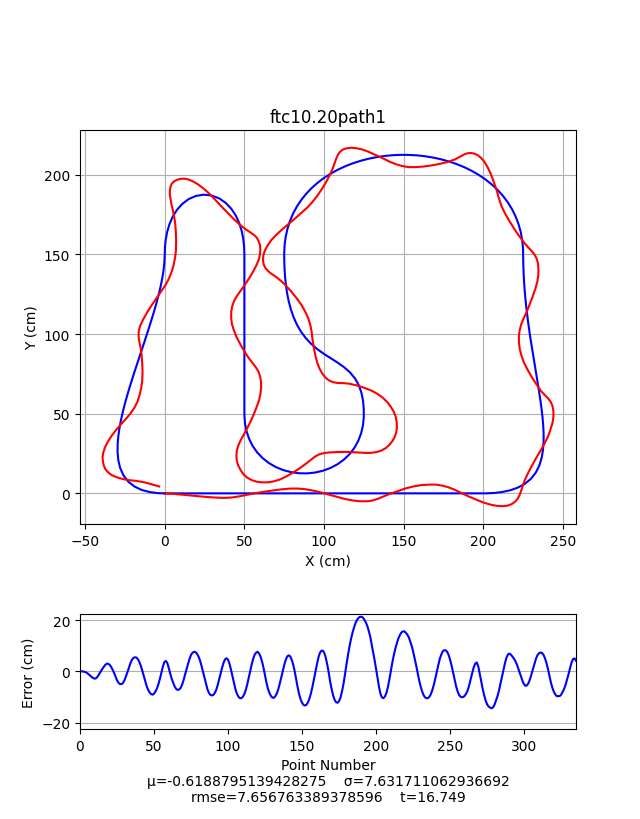 ftc10.20path1
200
150
100
50
0
Y (cm)
−50 0 50 100 150 200 250
X (cm)
20
0
−20
Error (cm)
0 50 100 150 200 250 300
Point Number
μ=-0.6188795139428275 σ=7.631711062936692
rmse=7.656763389378596 t=16.749